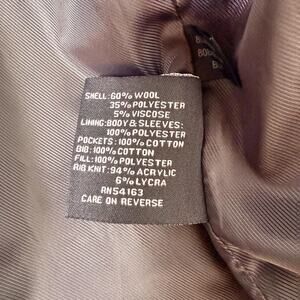 SHELL:60% WOOL
35% POLYESTER
5% VISCOSE
LINING:BODY & SLEEVES:
100% POLYESTER
POCKETS:100% COTTON
BIB:100% COTTON
FILL:100% POLYESTER
RIB KNIT:94% ACRYLIC
6% LYCRA
RN54163
CARE ON REVERSE